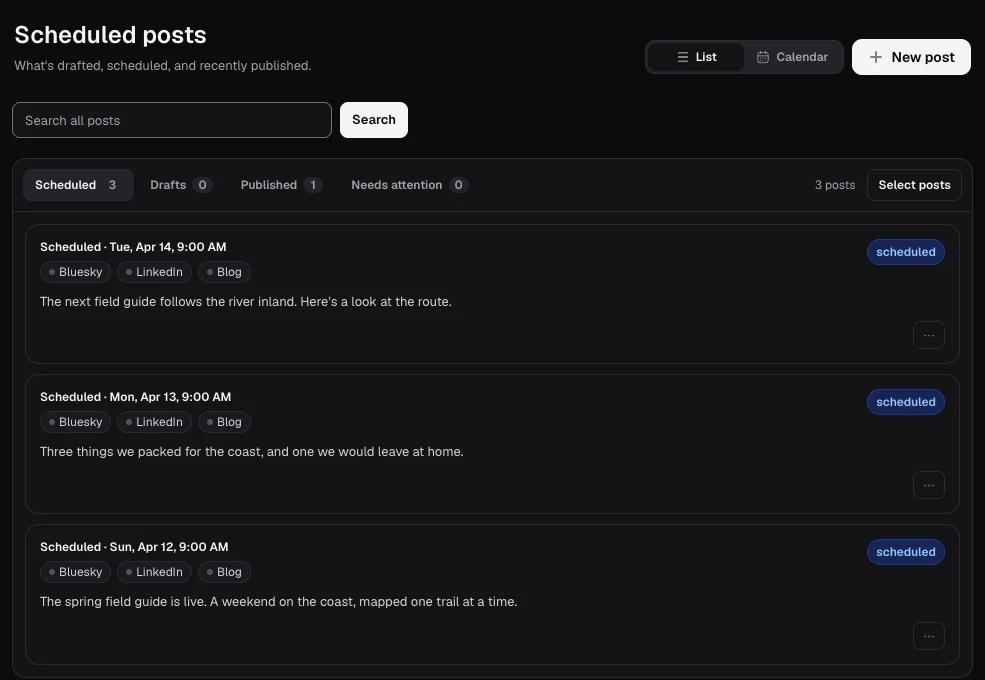 Scheduled posts
What's drafted, scheduled, and recently published.
List
Calendar
New post
Search all posts
Search
Scheduled 3
Drafts 0
Published 1
Needs attention 0
3 posts
Select posts
Scheduled · Tue, Apr 14, 9:00 AM
scheduled
Bluesky
LinkedIn
Blog
The next field guide follows the river inland. Here's a look at the route.
...
Scheduled · Mon, Apr 13, 9:00 AM
scheduled
Bluesky
LinkedIn
Blog
Three things we packed for the coast, and one we would leave at home.
...
Scheduled · Sun, Apr 12, 9:00 AM
scheduled
Bluesky
LinkedIn
Blog
The spring field guide is live. A weekend on the coast, mapped one trail at a time.
...